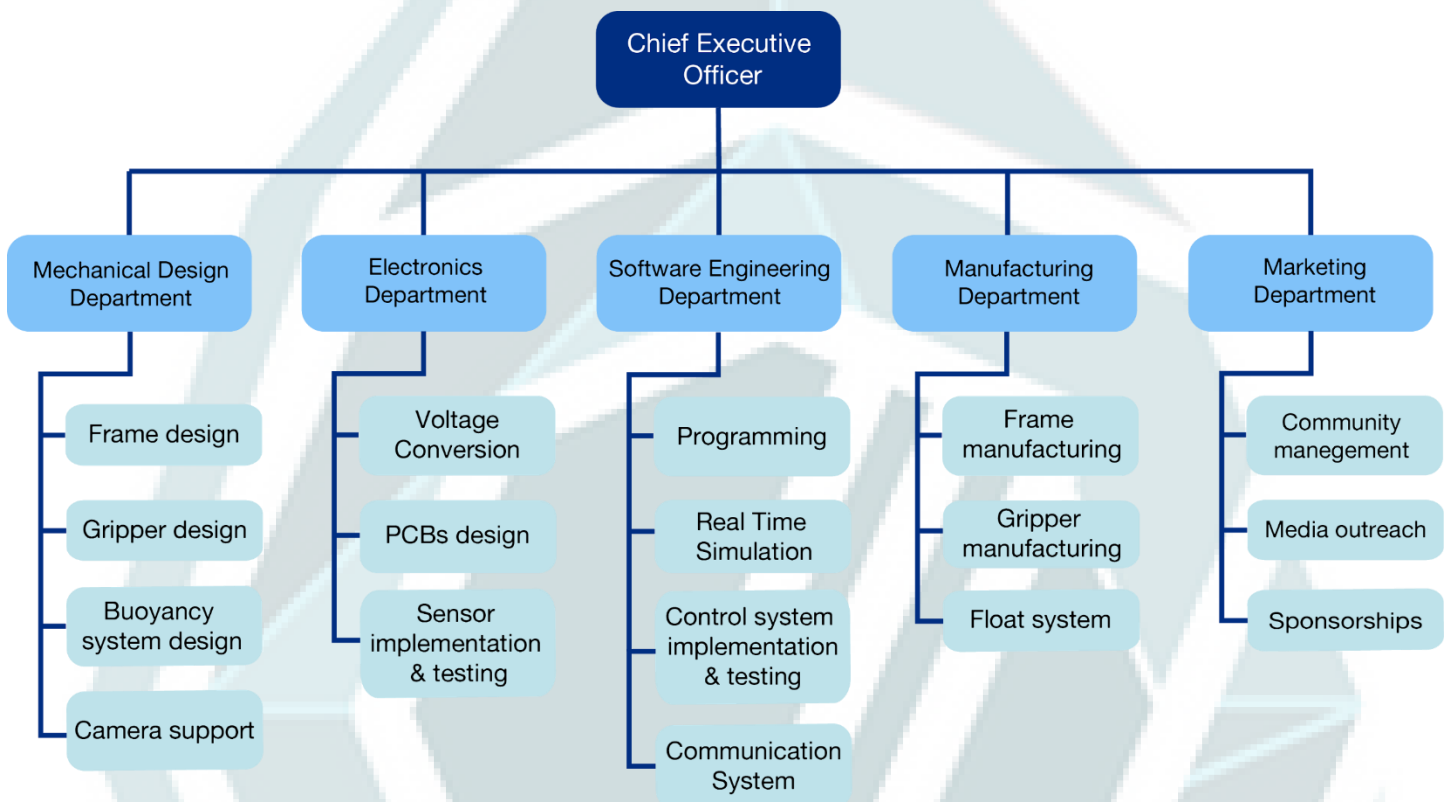 Chief Executive
Officer
Mechanical Design
Department
Electronics
Department
Software Engineering
Department
Manufacturing
Department
Marketing
Department
Frame design
Gripper design
Buoyancy
system design
Camera support
Voltage
Conversion
PCBs design
Sensor
implementation
& testing
Programming
Real Time
Simulation
Control system
implementation
& testing
Communication
System
Frame
manufacturing
Gripper
manufacturing
Float system
Community
manegement
Media outreach
Sponsorships